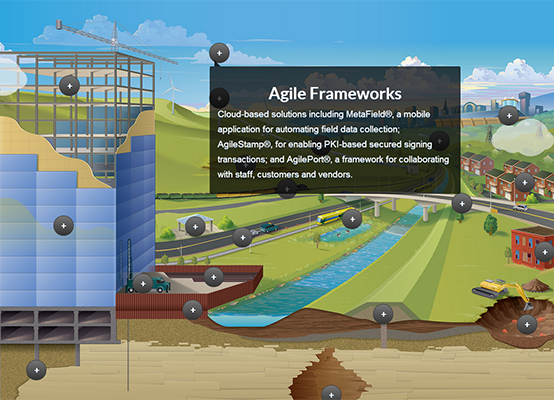 Agile Frameworks
Cloud-based solutions including MetaField®, a mobile
application for automating field data collection;
AgileStamp®, for enabling PKI-based secured signing
transactions; and AgilePort®, a framework for collaborating
with staff, customers and vendors.